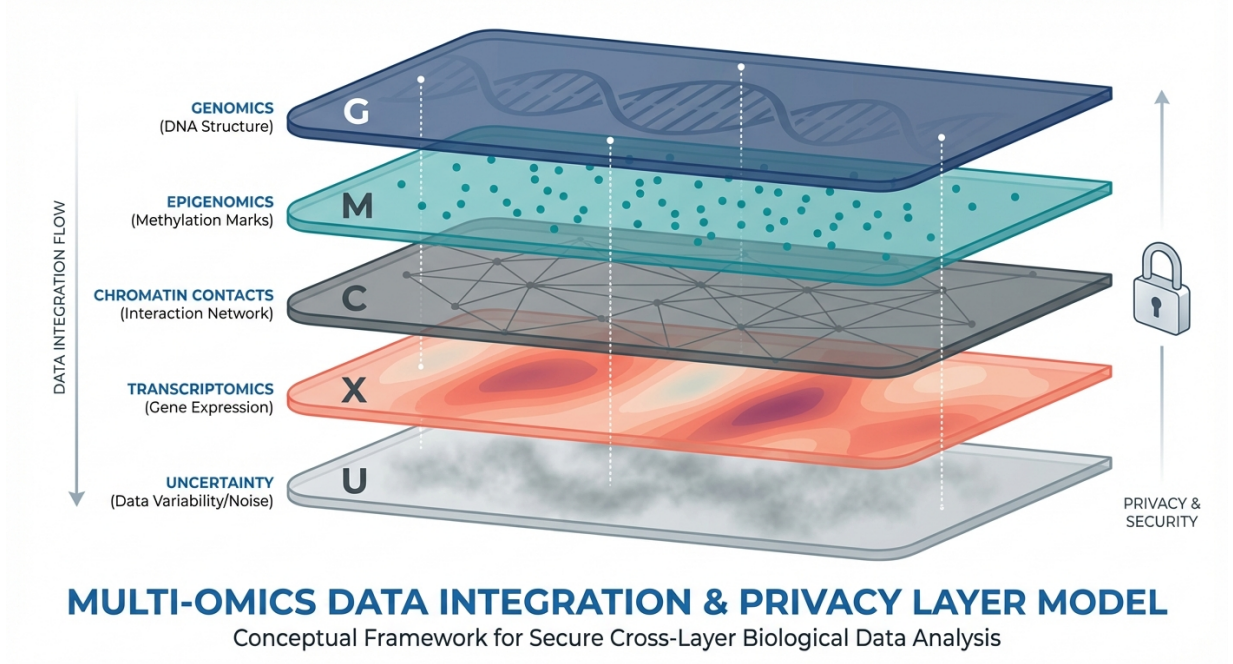 GENOMICS
(DNA Structure)
G
EPIGENOMICS
(Methylation Marks)
M
CHROMATIN CONTACTS
(Interaction Network)
C
TRANSCRIPTOMICS
(Gene Expression)
X
UNCERTAINTY
(Data Variability/Noise)
U
DATA INTEGRATION FLOW
PRIVACY &
SECURITY
MULTI-OMICS DATA INTEGRATION & PRIVACY LAYER MODEL
Conceptual Framework for Secure Cross-Layer Biological Data Analysis